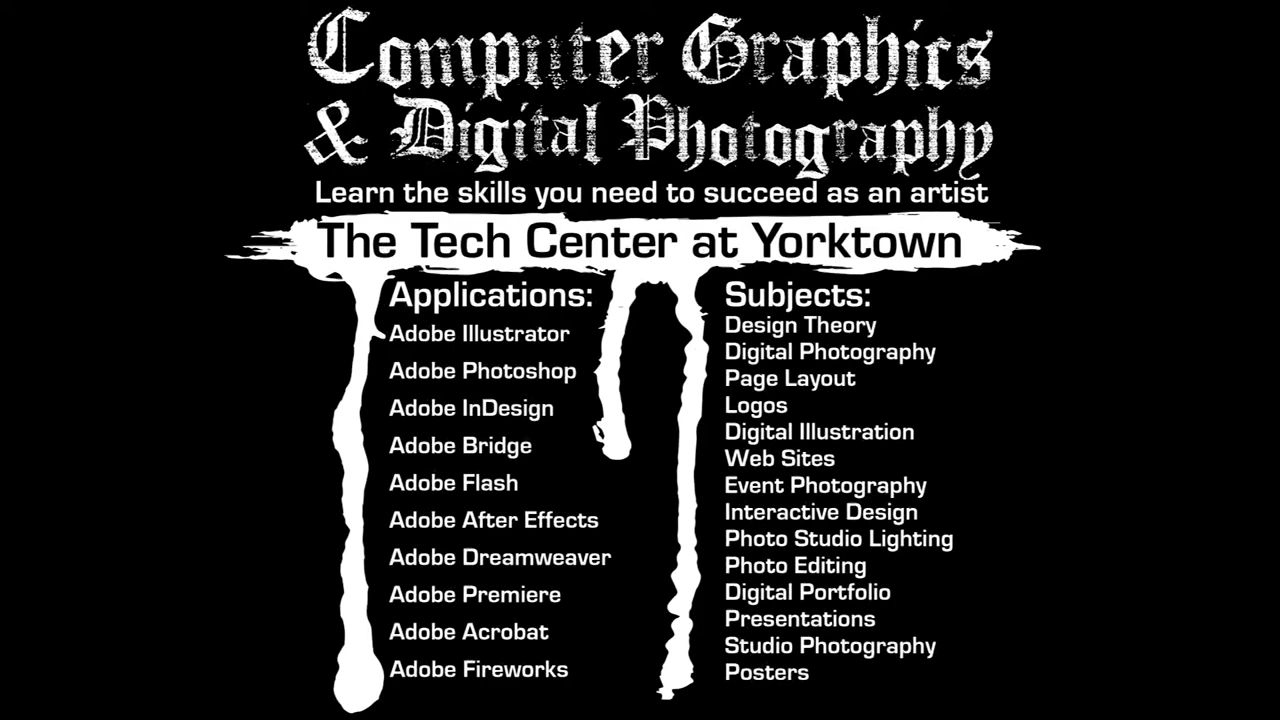 Computer Graphics
& Digital Photography
Learn the skills you need to succeed as an artist
The Tech Center at Yorktown
Applications:
Adobe Illustrator
Adobe Photoshop
Adobe InDesign
Adobe Bridge
Adobe Flash
Adobe After Effects
Adobe Dreamweaver
Adobe Premiere
Adobe Acrobat
Adobe Fireworks
Subjects:
Design Theory
Digital Photography
Page Layout
Logos
Digital Illustration
Web Sites
Event Photography
Interactive Design
Photo Studio Lighting
Photo Editing
Digital Portfolio
Presentations
Studio Photography
Posters